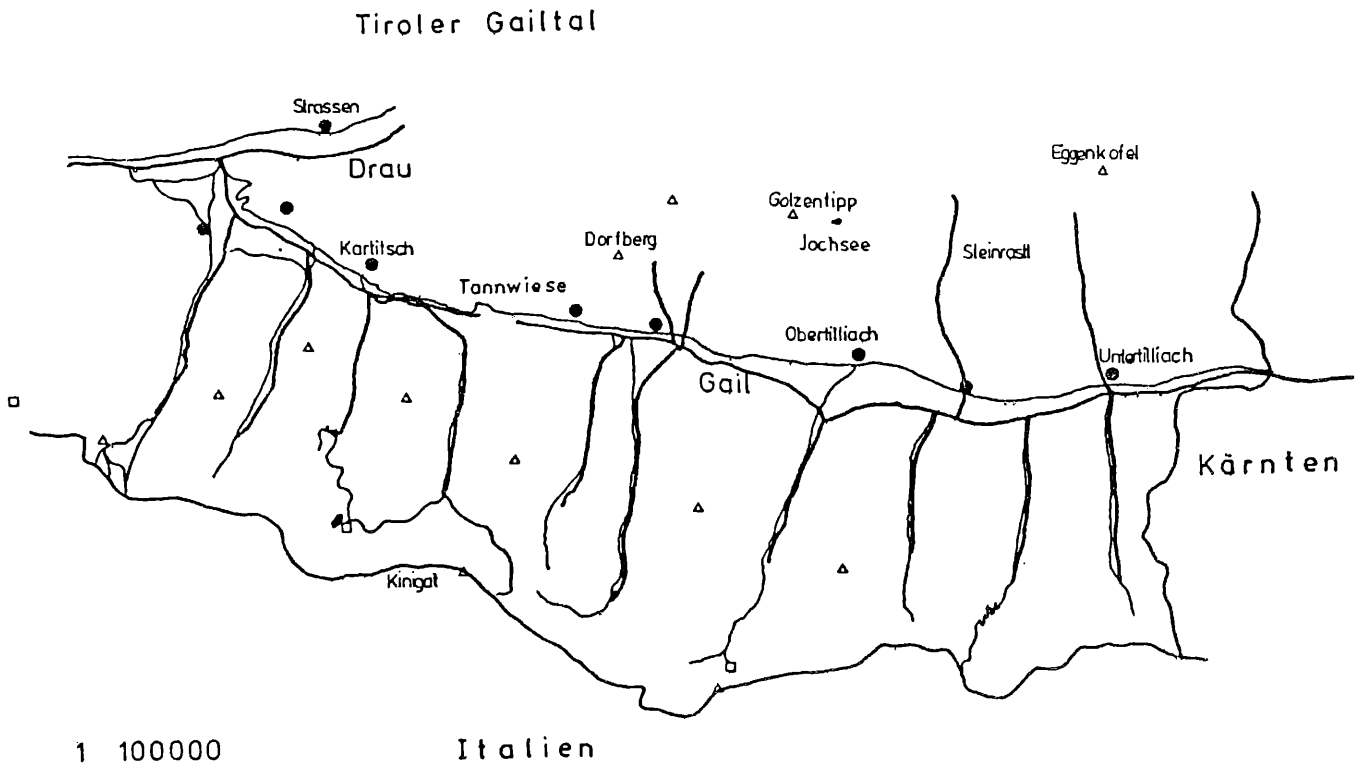 Tiroler Gailtal
Strassen
Drau
Eggenkofel
Golzentipp
Jochsee
Dorfberg
Kartitsch
Steinrastl
Tannwiese
Obertilliach
Untertilliach
Gail
Kärnten
Kinigat
1 100000
Italien